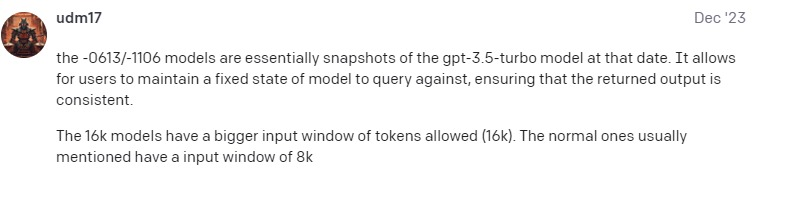 udm17
Dec '23
the -0613/-1106 models are essentially snapshots of the gpt-3.5-turbo model at that date. It allows
for users to maintain a fixed state of model to query against, ensuring that the returned output is
consistent.
The 16k models have a bigger input window of tokens allowed (16k). The normal ones usually
mentioned have a input window of 8k